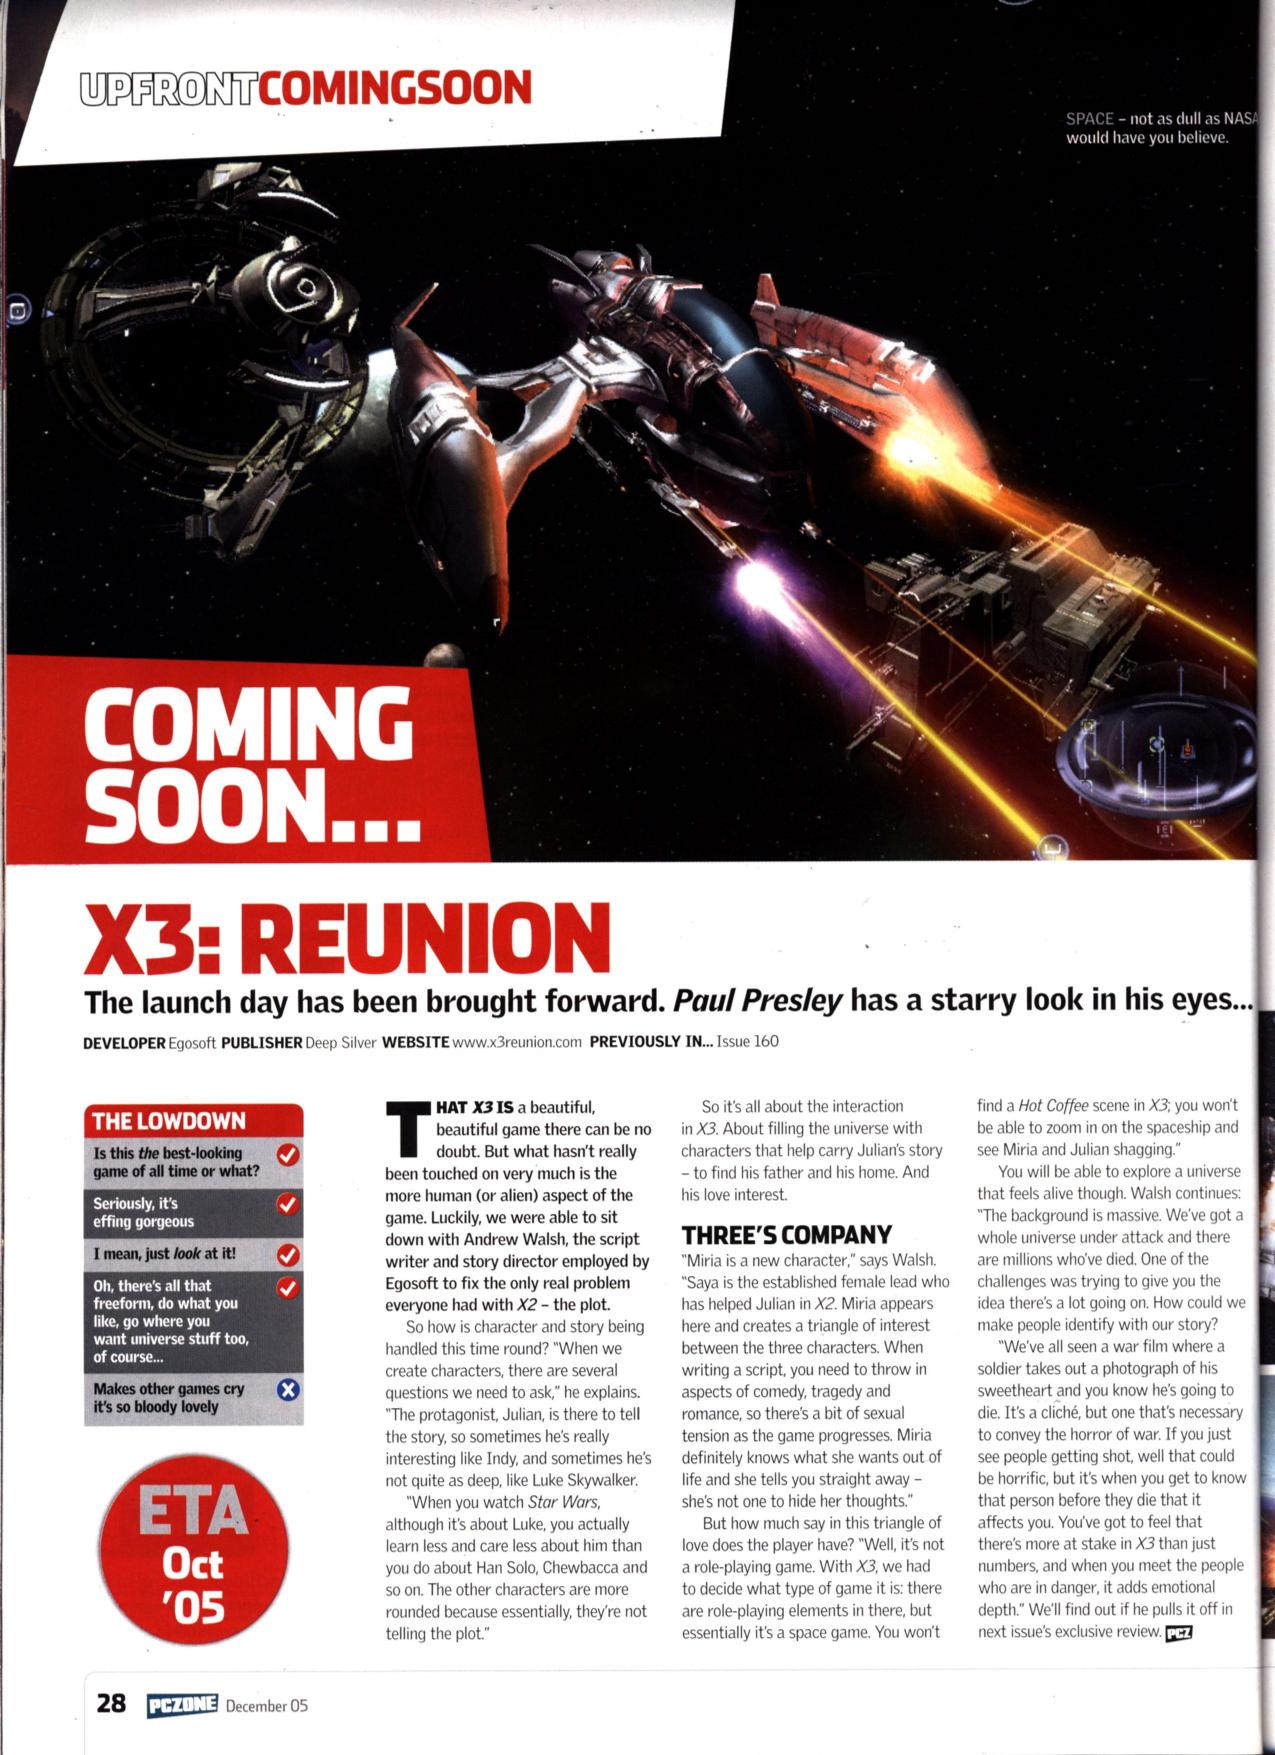 UPFRONTCOMINGSOON
SPACE – not as dull as NASA
would have you believe.
COMING
SOON...
X3: REUNION
The launch day has been brought forward. Paul Presley has a starry look in his eyes...
DEVELOPER Egosoft PUBLISHER Deep Silver WEBSITE www.x3reunion.com PREVIOUSLY IN... Issue 160
THE LOWDOWN
Is this the best-looking
game of all time or what?
Seriously, it's
effing gorgeous
I mean, just look at it!
Oh, there's all that
freeform, do what you
like, go where you
want universe stuff too,
of course...
Makes other games cry
it's so bloody lovely
ETA
Oct
'05
THAT X3 IS a beautiful,
beautiful game there can be no
doubt. But what hasn't really
been touched on very much is the
more human (or alien) aspect of the
game. Luckily, we were able to sit
down with Andrew Walsh, the script
writer and story director employed by
Egosoft to fix the only real problem
everyone had with X2 – the plot.
So how is character and story being
handled this time round? "When we
create characters, there are several
questions we need to ask," he explains.
"The protagonist, Julian, is there to tell
the story, so sometimes he's really
interesting like Indy, and sometimes he's
not quite as deep, like Luke Skywalker.
"When you watch Star Wars,
although it's about Luke, you actually
learn less and care less about him than
you do about Han Solo, Chewbacca and
so on. The other characters are more
rounded because essentially, they're not
telling the plot."
So it's all about the interaction
in X3. About filling the universe with
characters that help carry Julian's story
– to find his father and his home. And
his love interest.
THREE'S COMPANY
"Miria is a new character," says Walsh.
"Saya is the established female lead who
has helped Julian in X2. Miria appears
here and creates a triangle of interest
between the three characters. When
writing a script, you need to throw in
aspects of comedy, tragedy and
romance, so there's a bit of sexual
tension as the game progresses. Miria
definitely knows what she wants out of
life and she tells you straight away –
she's not one to hide her thoughts."
But how much say in this triangle of
love does the player have? "Well, it's not
a role-playing game. With X3, we had
to decide what type of game it is: there
are role-playing elements in there, but
essentially it's a space game. You won't
find a Hot Coffee scene in X3; you won't
be able to zoom in on the spaceship and
see Miria and Julian shagging."
You will be able to explore a universe
that feels alive though. Walsh continues:
"The background is massive. We've got a
whole universe under attack and there
are millions who've died. One of the
challenges was trying to give you the
idea there's a lot going on. How could we
make people identify with our story?
"We've all seen a war film where a
soldier takes out a photograph of his
sweetheart and you know he's going to
die. It's a cliché, but one that's necessary
to convey the horror of war. If you just
see people getting shot, well that could
be horrific, but it's when you get to know
that person before they die that it
affects you. You've got to feel that
there's more at stake in X3 than just
numbers, and when you meet the people
who are in danger, it adds emotional
depth." We'll find out if he pulls it off in
next issue's exclusive review. PCZ
28 PCZONE December 05